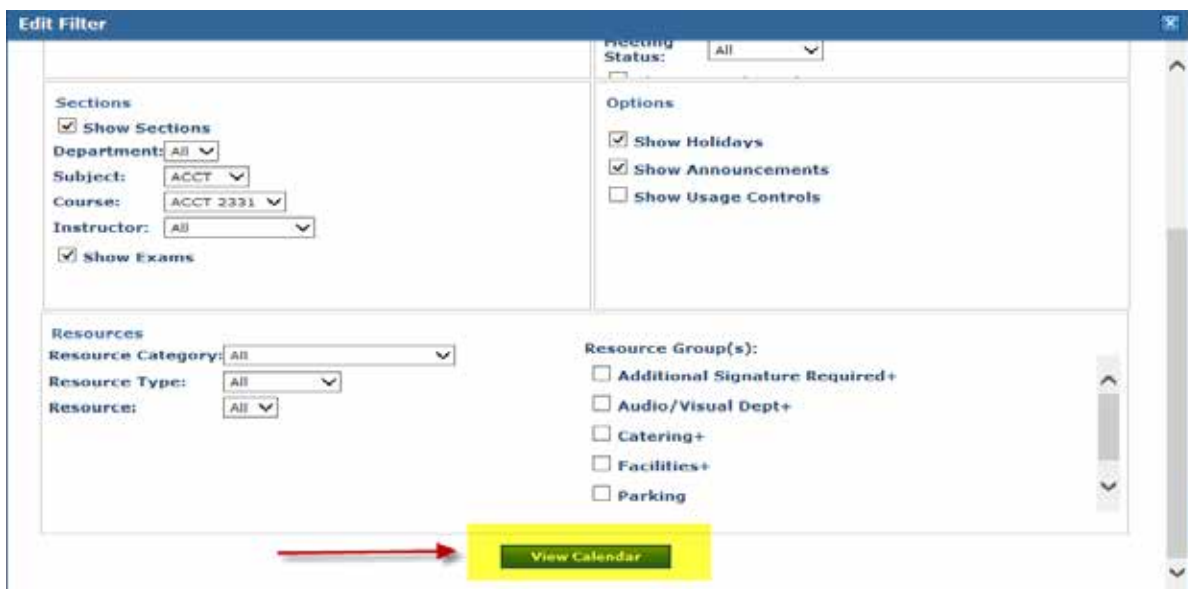 Edit Filter
Meeting
Status: All
Sections
Show Sections
Department: All
Subject: ACCT
Course: ACCT 2331
Instructor: All
Show Exams
Options
Show Holidays
Show Announcements
Show Usage Controls
Resources
Resource Category: All
Resource Type: All
Resource: All
Resource Group(s):
Additional Signature Required+
Audio/Visual Dept+
Catering+
Facilities+
Parking
View Calendar